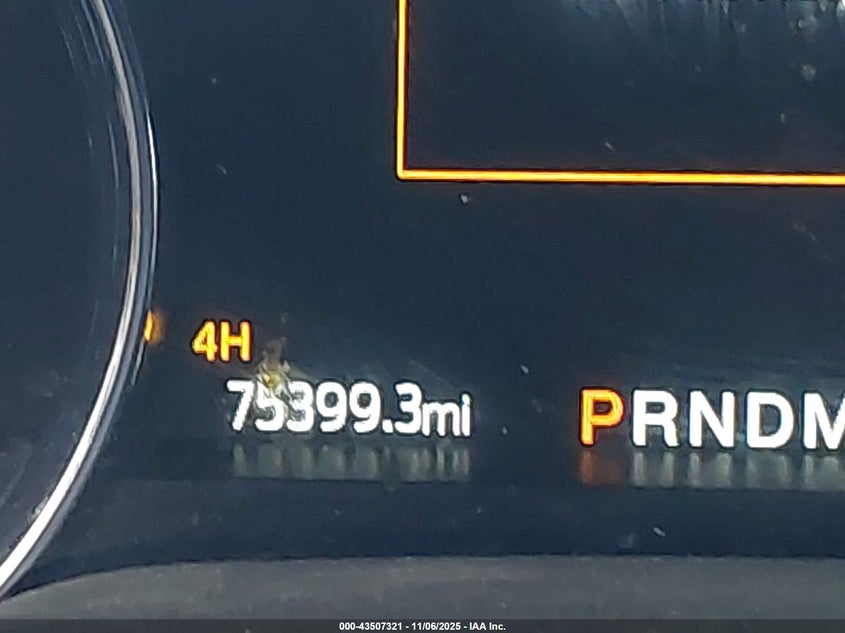 4H
75399.3mi
PRNDM
000-43507321 - 11/06/2025 - IAA Inc.